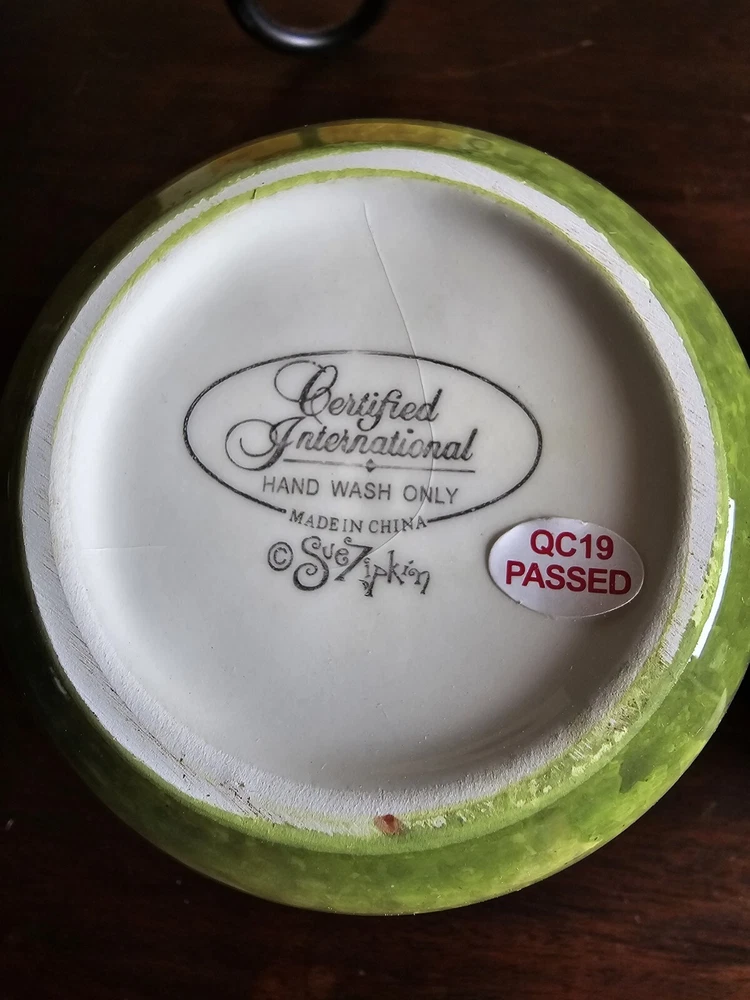 Certified
International
HAND WASH ONLY
MADE IN CHINA
© Sue Zipkin
QC19
PASSED